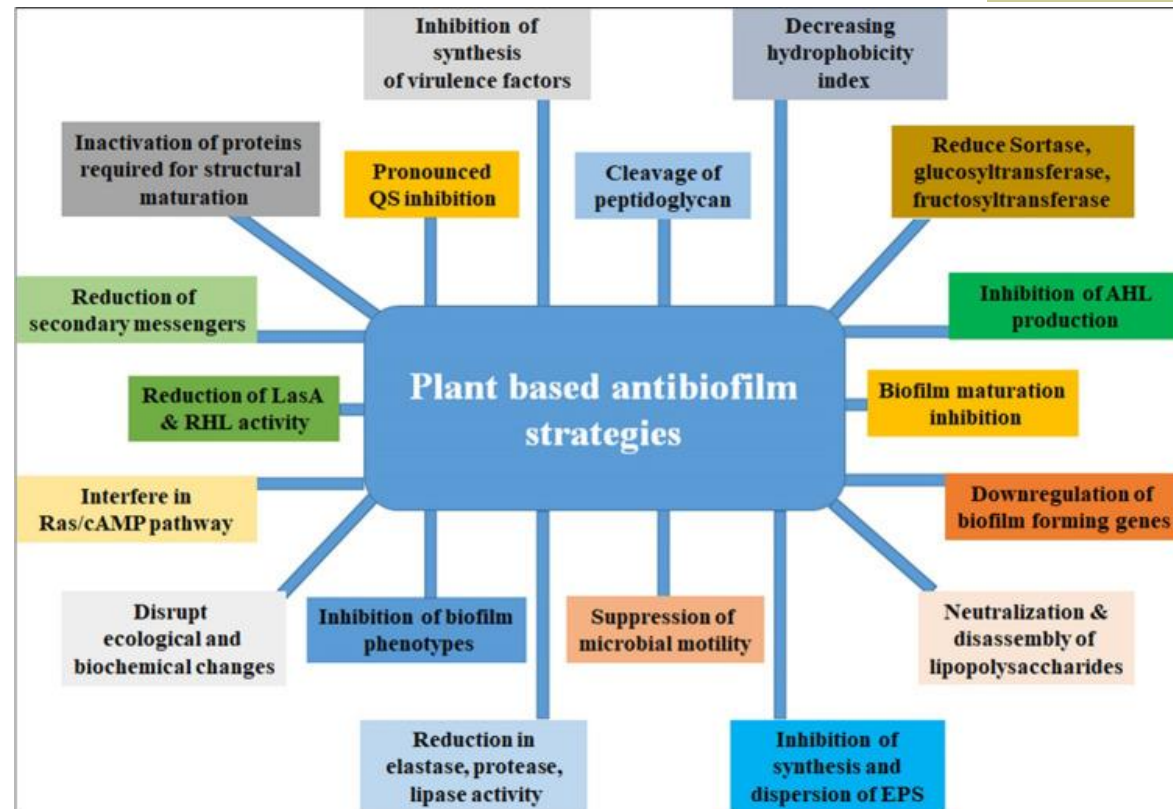 Inhibition of
synthesis
of virulence factors
Decreasing
hydrophobicity
index
Inactivation of proteins
required for structural
maturation
Pronounced
QS inhibition
Cleavage of
peptidoglycan
Reduce Sortase,
glucosyltransferase,
fructosyltransferase
Reduction of
secondary messengers
Inhibition of AHL
production
Plant based antibiofilm
strategies
Reduction of LasA
& RHL activity
Biofilm maturation
inhibition
Interfere in
Ras/cAMP pathway
Downregulation of
biofilm forming genes
Disrupt
ecological and
biochemical changes
Inhibition of biofilm
phenotypes
Suppression of
microbial motility
Neutralization &
disassembly of
lipopolysaccharides
Reduction in
elastase, protease,
lipase activity
Inhibition of
synthesis and
dispersion of EPS